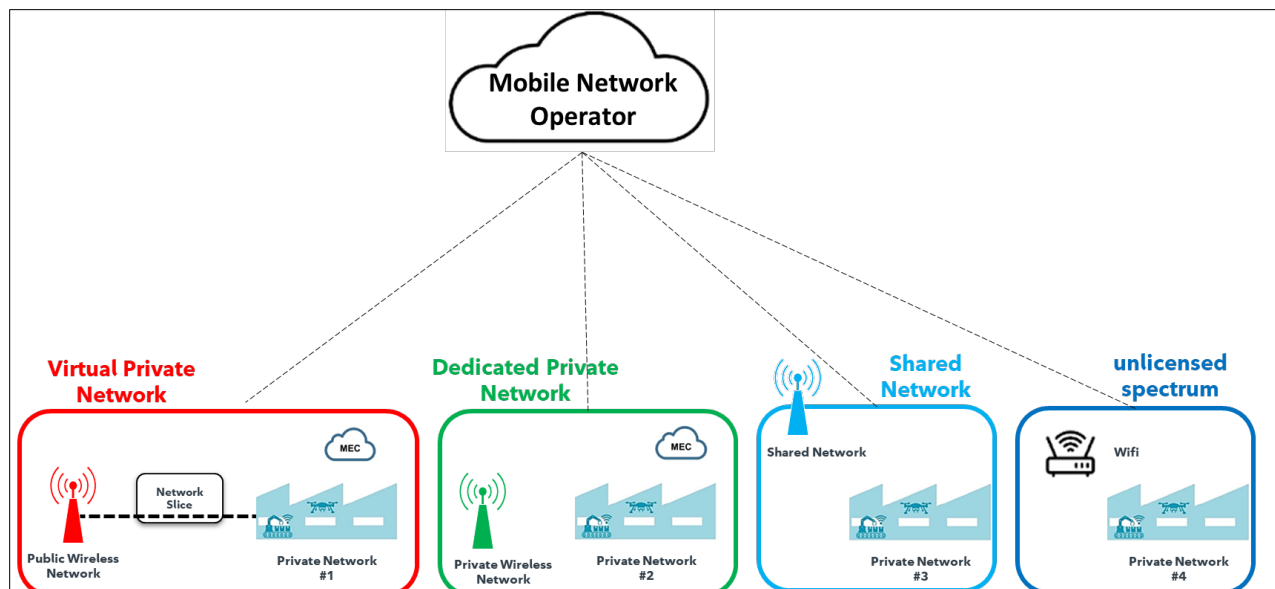 Mobile Network
Operator
Virtual Private
Network
Dedicated Private
Network
Shared
Network
unlicensed
spectrum
MEC
Network
Slice
Public Wireless
Network
Private Network
#1
MEC
Private Wireless
Network
Private Network
#2
Shared Network
Private Network
#3
Wifi
Private Network
#4